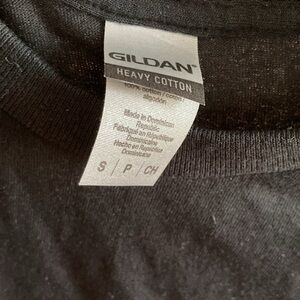 GILDAN
HEAVY COTTON
100% cotton / coton /
algodon
Made in Dominican
Republic
Fabriqué en République
Dominicaine
Hecho en República
Dominicana
S / P / CH